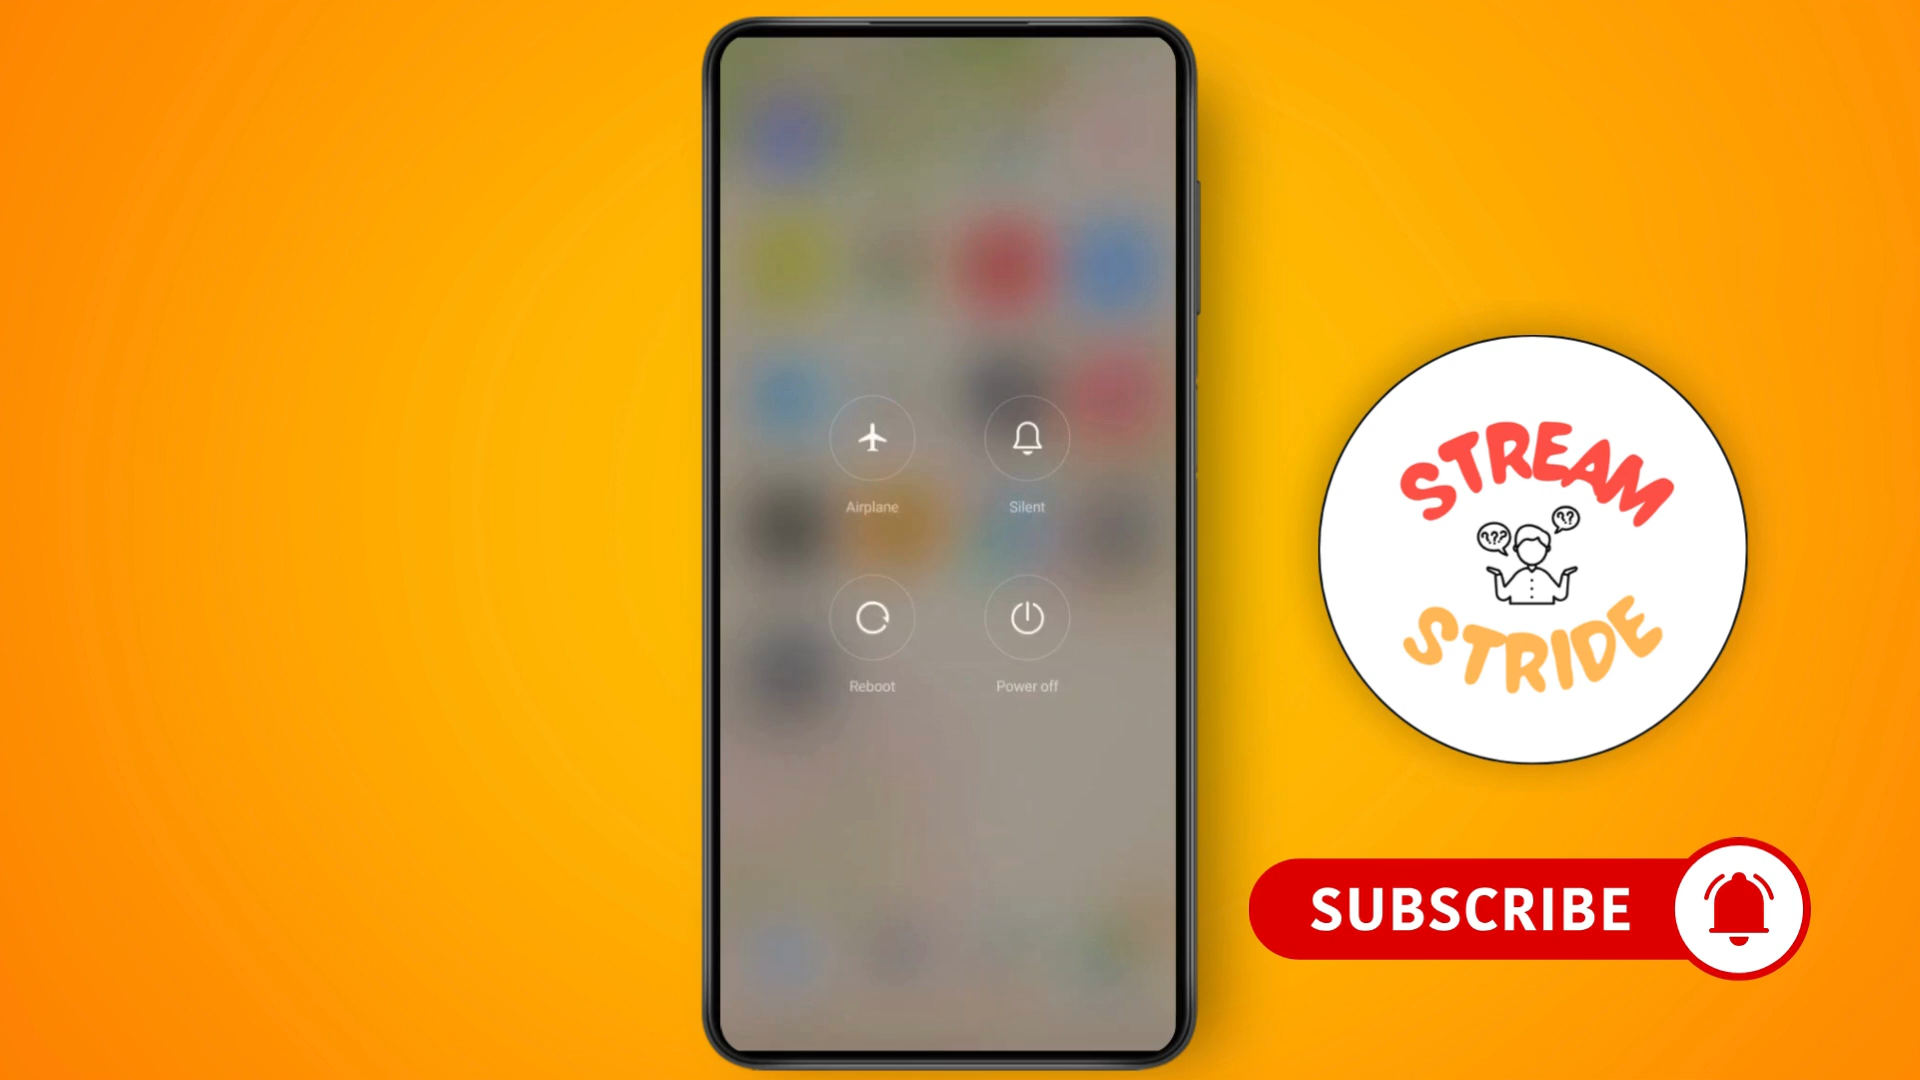 Airplane
Silent
Reboot
Power off
STREAM
???
??
STRIDE
SUBSCRIBE